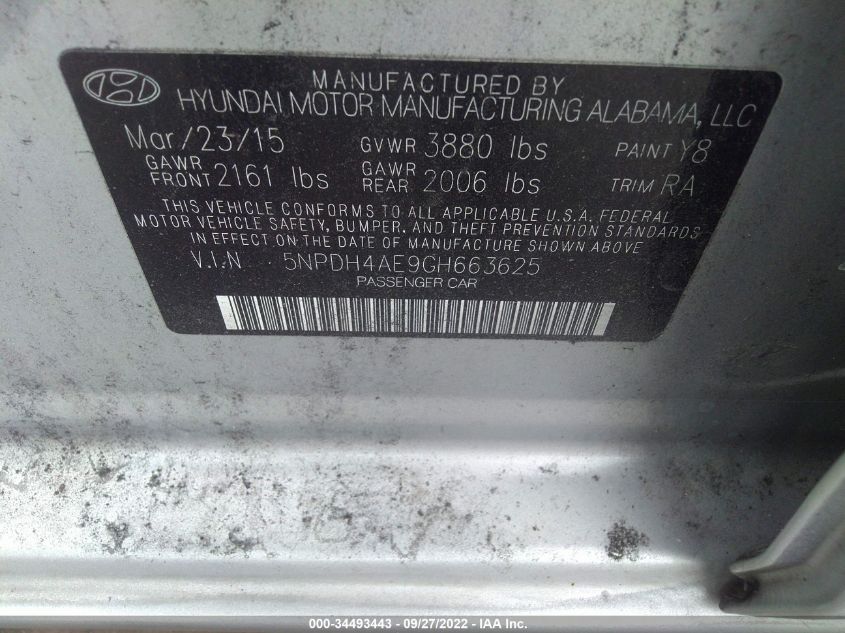 MANUFACTURED BY
HYUNDAI MOTOR MANUFACTURING ALABAMA, LLC
Mar/23/15 GVWR 3880 lbs PAINT Y8
GAWR FRONT 2161 lbs GAWR REAR 2006 lbs TRIM RA
THIS VEHICLE CONFORMS TO ALL APPLICABLE U.S.A. FEDERAL
MOTOR VEHICLE SAFETY, BUMPER, AND THEFT PREVENTION STANDARDS
IN EFFECT ON THE DATE OF MANUFACTURE SHOWN ABOVE.
V.I.N 5NPDH4AE9GH663625
PASSENGER CAR
000-34493443 - 09/27/2022 - IAA Inc.